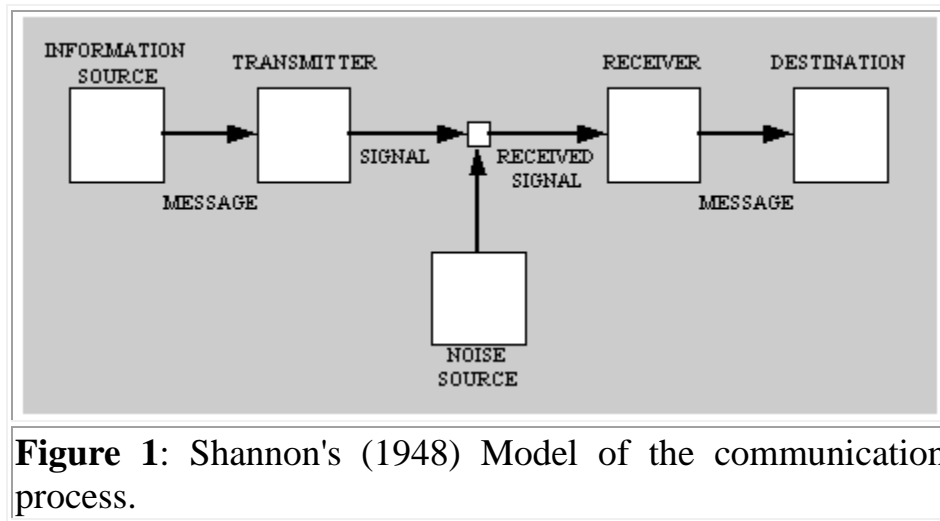 INFORMATION
SOURCE
TRANSMITTER
RECEIVER
DESTINATION
SIGNAL
RECEIVED
SIGNAL
MESSAGE
MESSAGE
NOISE
SOURCE
Figure 1: Shannon's (1948) Model of the communication
process.